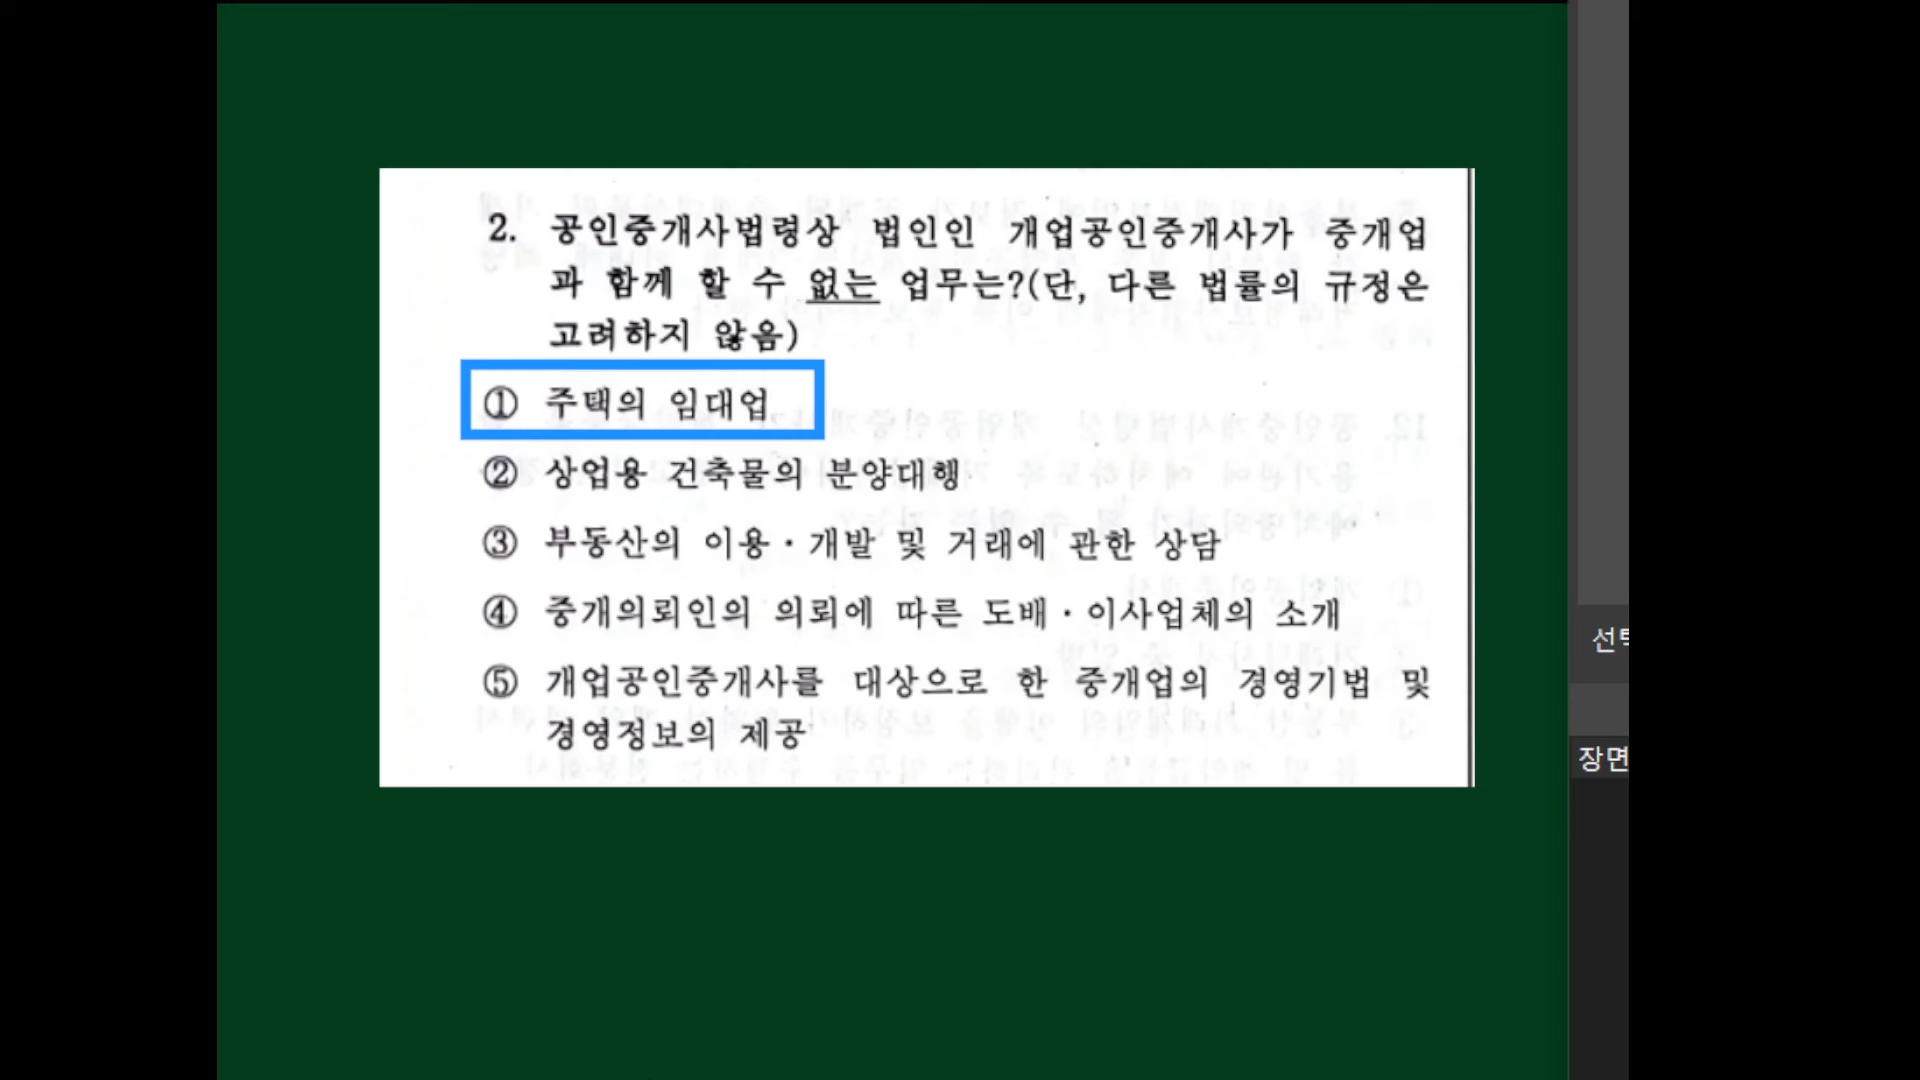 2. 공인중개사법령상 법인인 개업공인중개사가 중개업
과 함께 할 수 없는 업무는?(단, 다른 법률의 규정은
고려하지 않음)
① 주택의 임대업
② 상업용 건축물의 분양대행
③ 부동산의 이용·개발 및 거래에 관한 상담
④ 중개의뢰인의 의뢰에 따른 도배·이사업체의 소개
⑤ 개업공인중개사를 대상으로 한 중개업의 경영기법 및
경영정보의 제공
장면